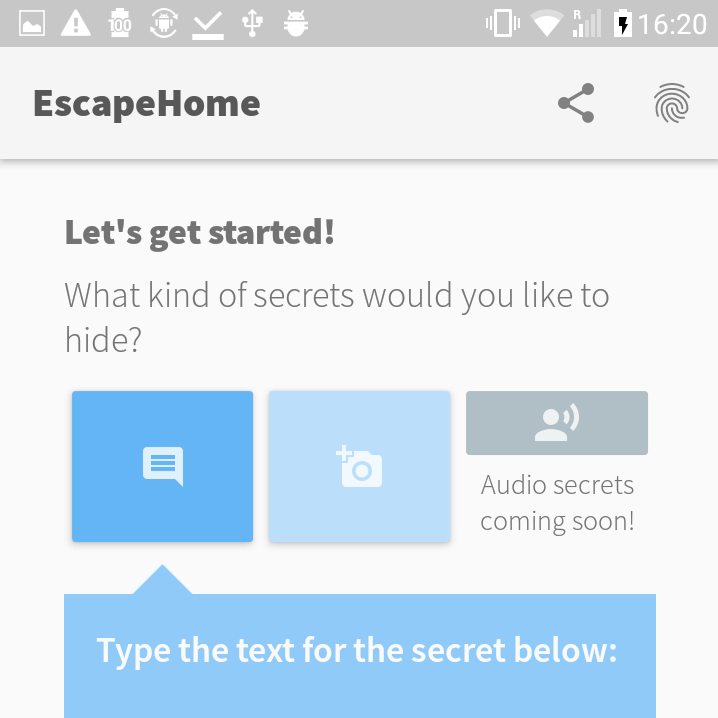 100
R
16:20
EscapeHome
Let's get started!
What kind of secrets would you like to
hide?
Audio secrets
coming soon!
Type the text for the secret below: